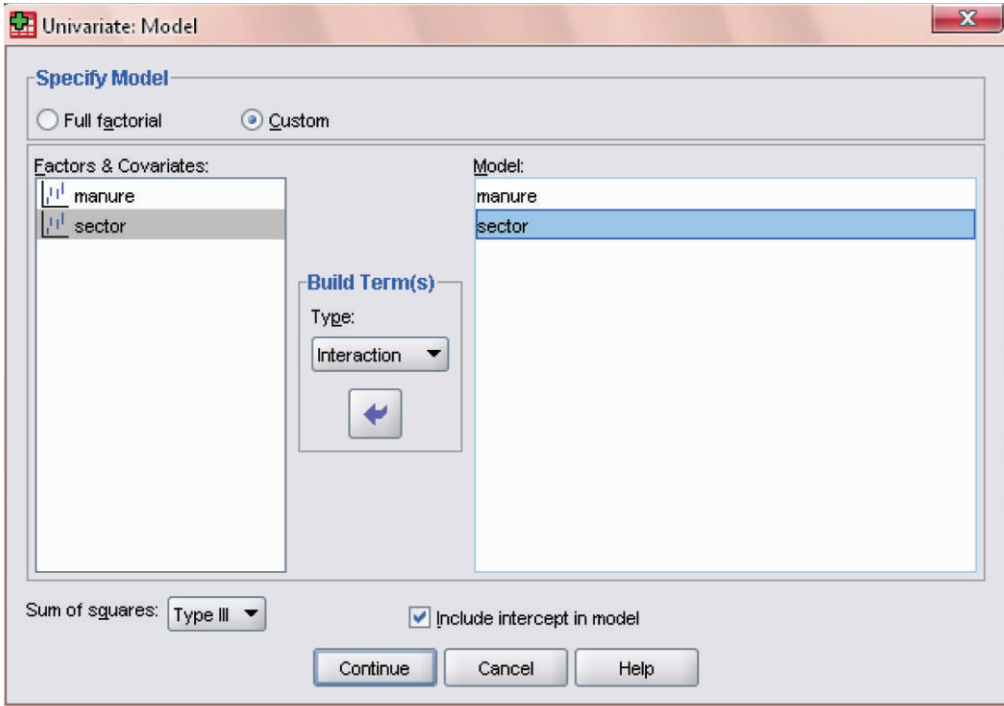 Univariate: Model
Specify Model
Full factorial
Custom
Factors & Covariates:
manure
sector
Build Term(s)
Type:
Interaction
Model:
manure
sector
Sum of squares:
Type III
Include intercept in model
Continue
Cancel
Help